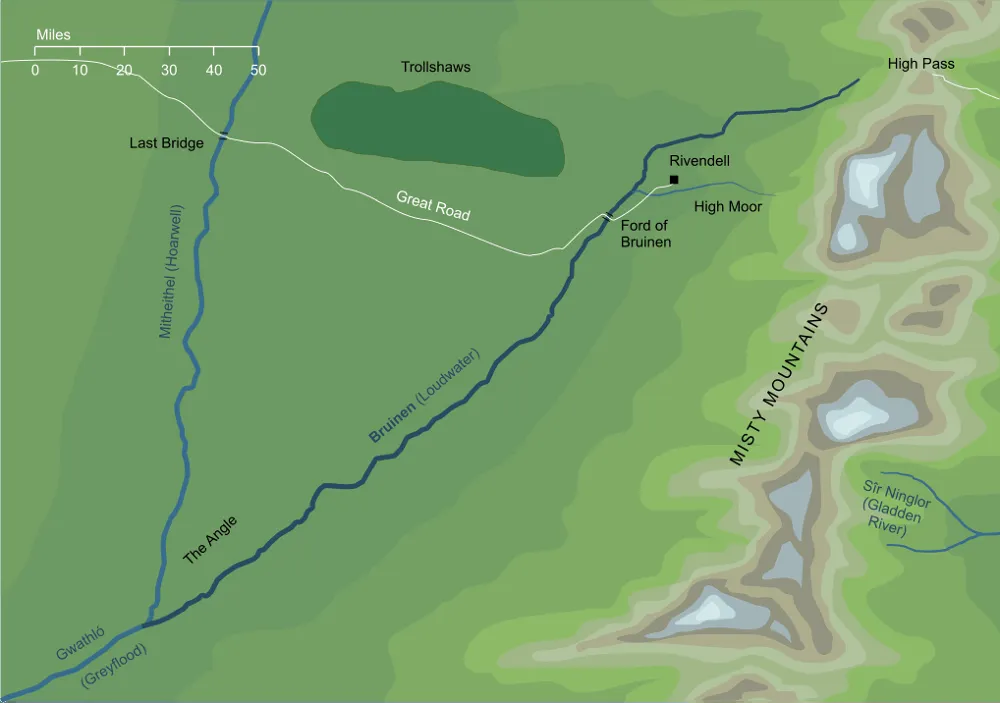 Miles
0 10 20 30 40 50
Trollshaws
High Pass
Last Bridge
Rivendell
Great Road
High Moor
Ford of
Bruinen
Mitheithel (Hoarwell)
MISTY MOUNTAINS
Bruinen (Loudwater)
Sîr Ninglor
(Gladden
River)
The Angle
Gwathló
(Greyflood)